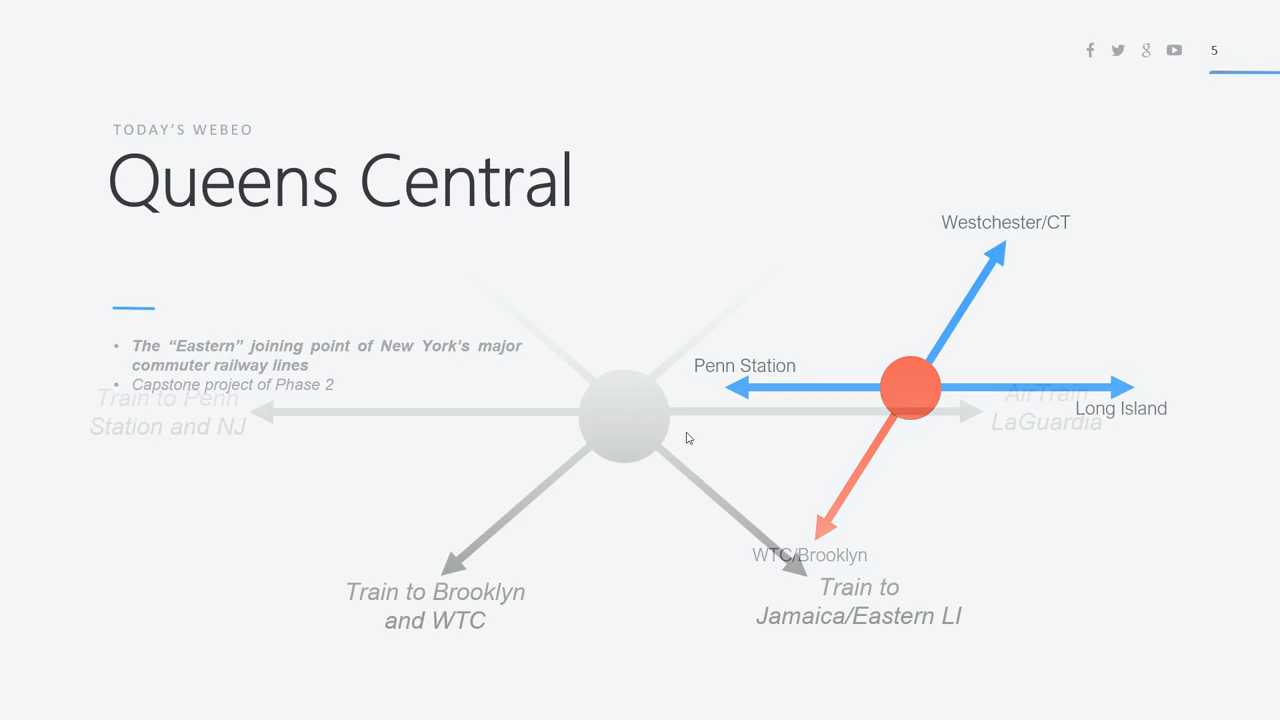 5
TODAY'S WEBEO
Queens Central
Westchester/CT
• The “Eastern” joining point of New York’s major
commuter railway lines
• Capstone project of Phase 2
Penn Station
Long Island
WTC/Brooklyn
Train to Penn
Station and NJ
AirTrain
LaGuardia
Train to Brooklyn
and WTC
Train to
Jamaica/Eastern LI